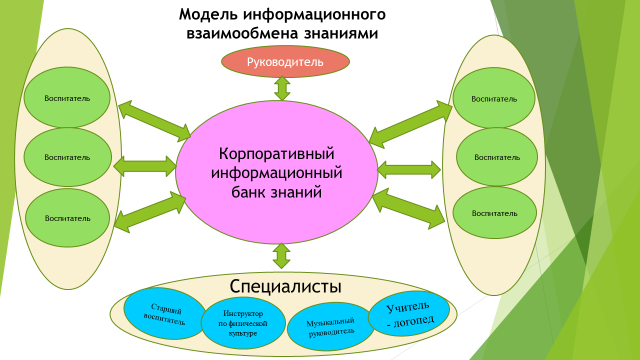 Модель информационного
взаимообмена знаниями
Руководитель
Воспитатель
Воспитатель
Воспитатель
Корпоративный
информационный
банк знаний
Воспитатель
Воспитатель
Воспитатель
Специалисты
Старший
воспитатель
Инструктор
по физической
культуре
Музыкальный
руководитель
Учитель
- логопед